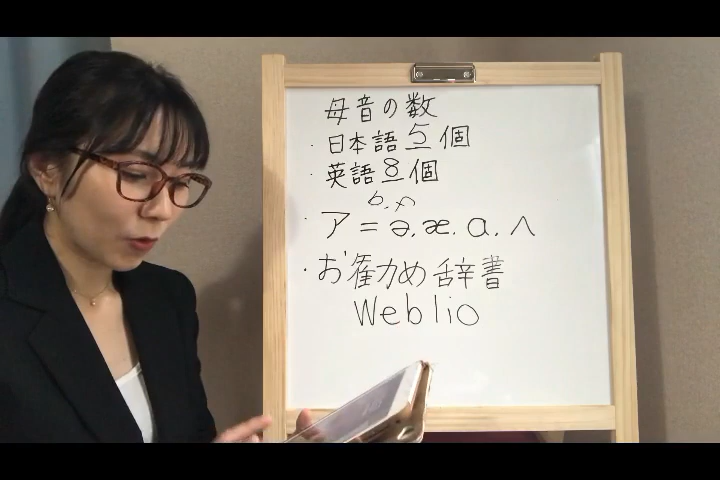 母音の数
・日本語 5 個
・英語 8 個
・ア = ə. æ. ɑ. ʌ
・お薦め辞書
Weblio